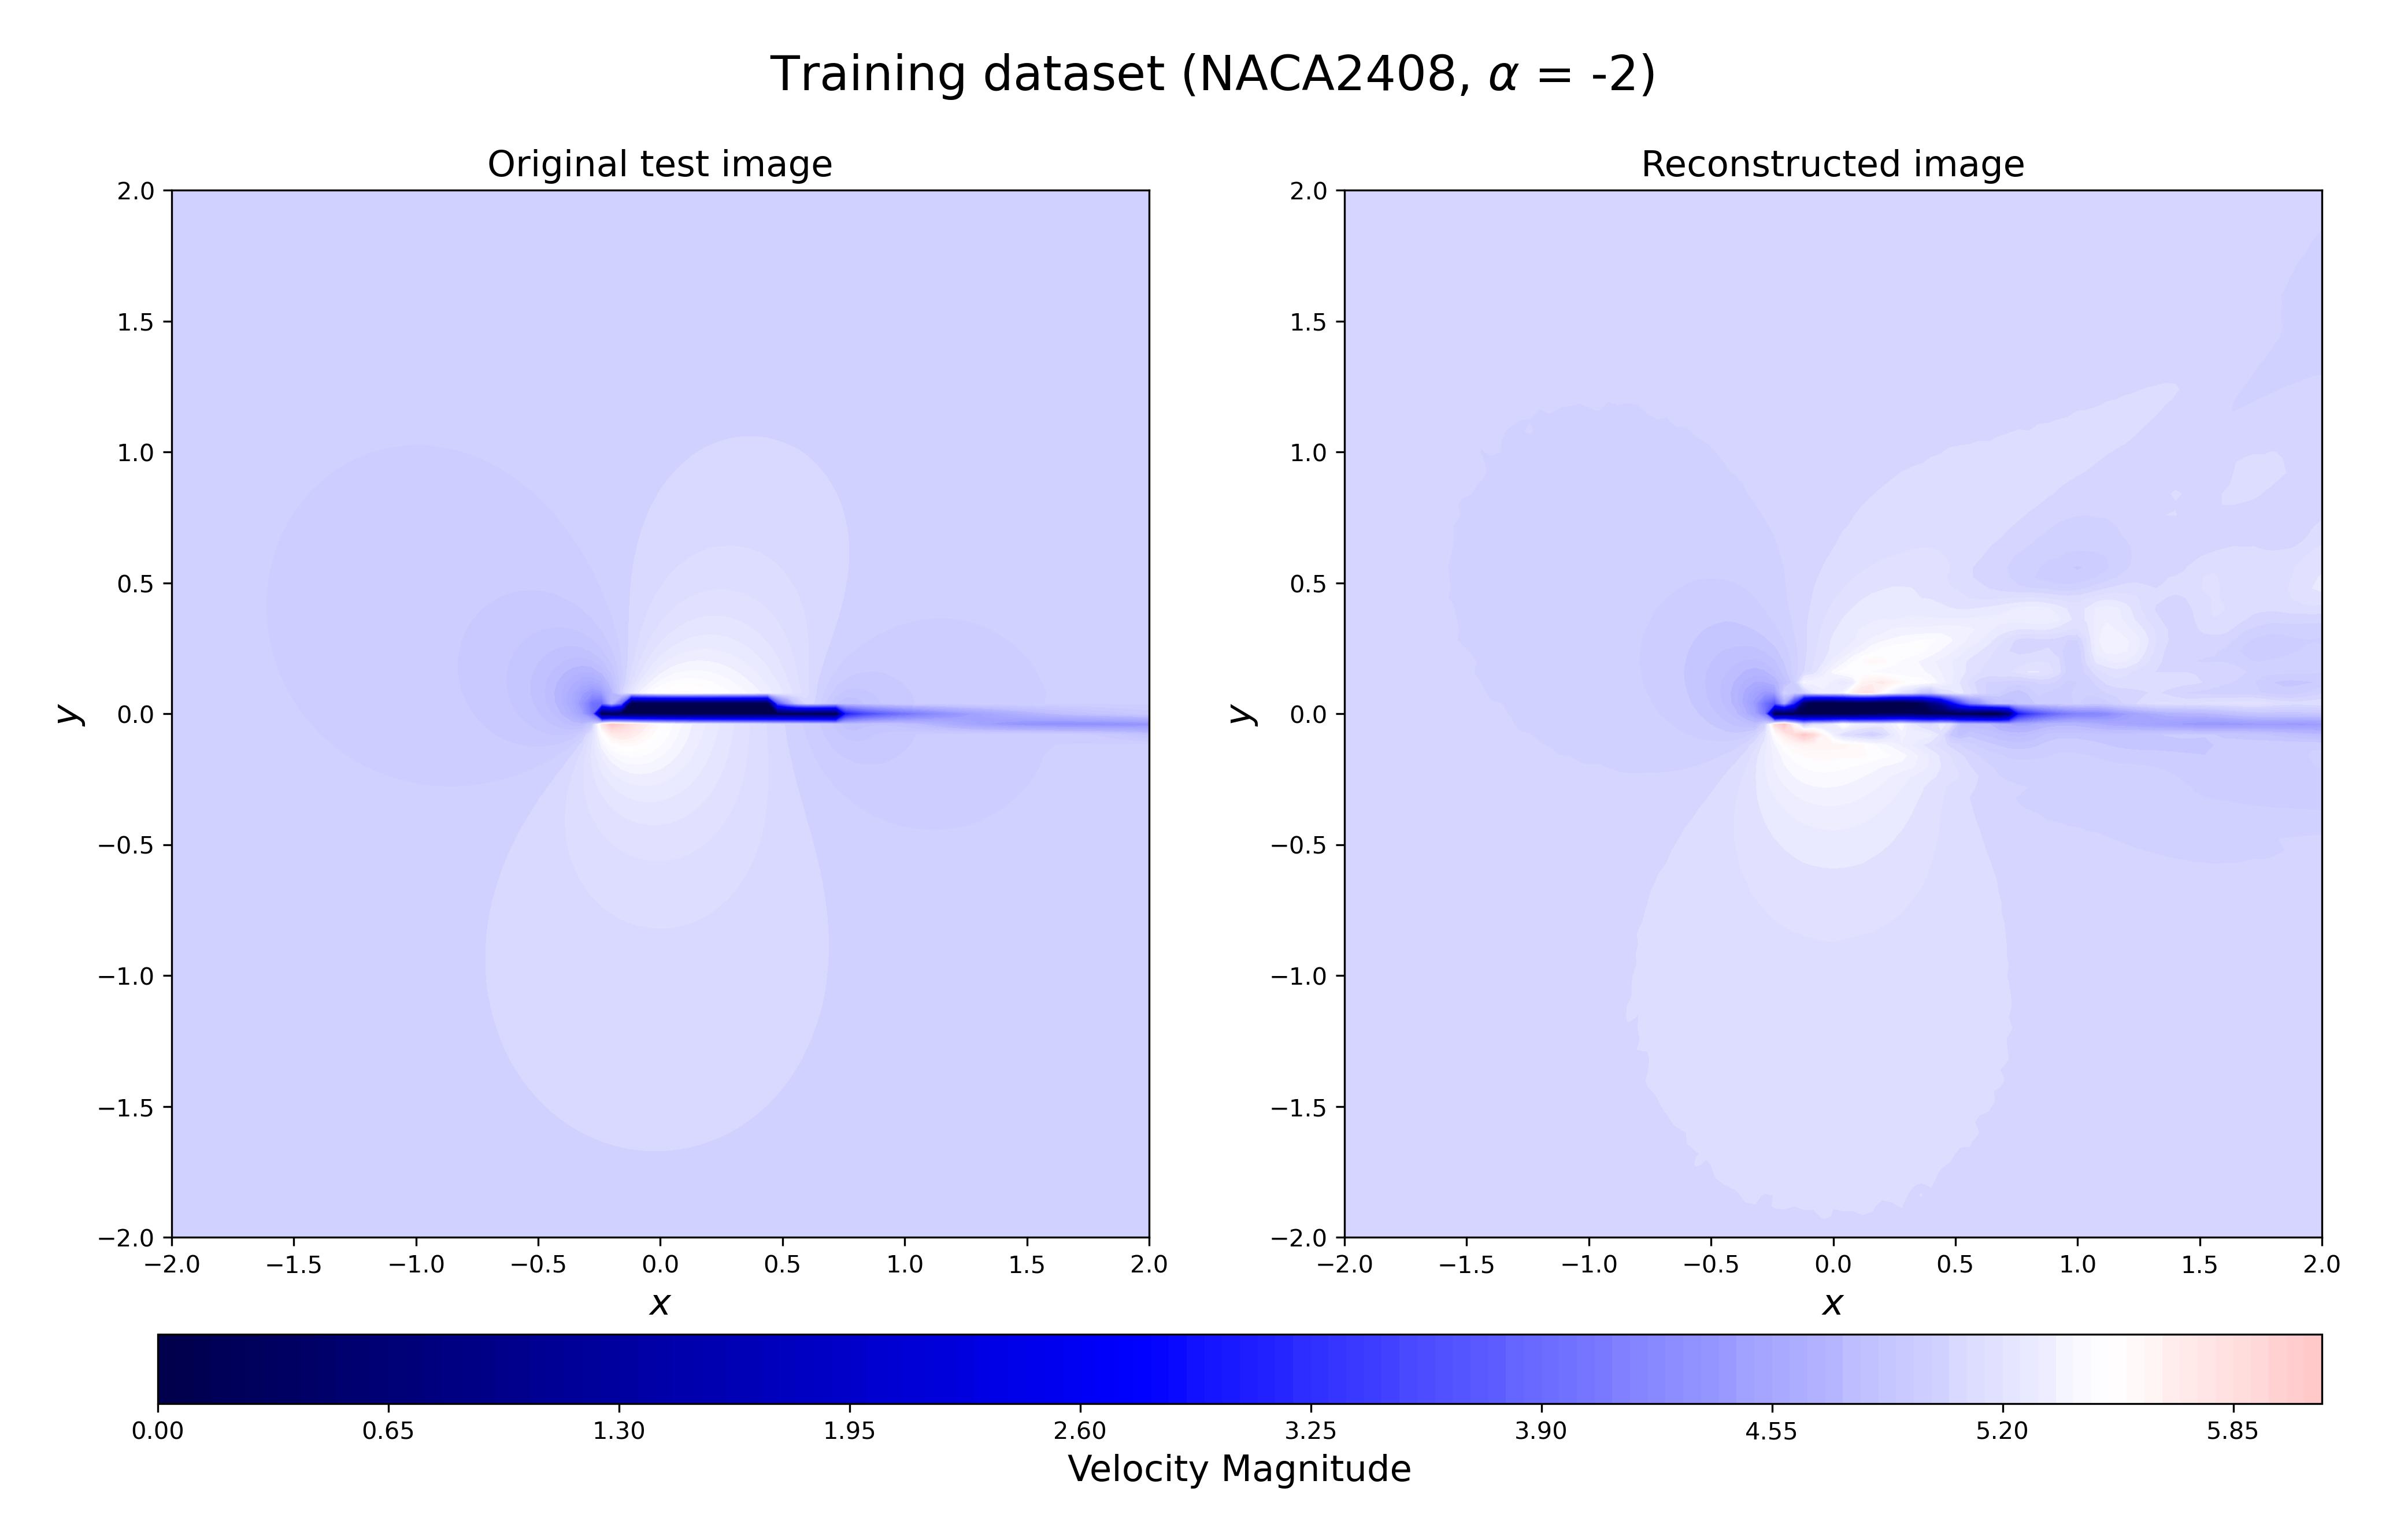 Training dataset (NACA2408, α = -2)
Original test image
Reconstructed image
2.0
1.5
1.0
0.5
0.0
−0.5
−1.0
−1.5
−2.0
y
−2.0 −1.5 −1.0 −0.5 0.0 0.5 1.0 1.5 2.0
x
2.0
1.5
1.0
0.5
0.0
−0.5
−1.0
−1.5
−2.0
y
−2.0 −1.5 −1.0 −0.5 0.0 0.5 1.0 1.5 2.0
x
0.00 0.65 1.30 1.95 2.60 3.25 3.90 4.55 5.20 5.85
Velocity Magnitude